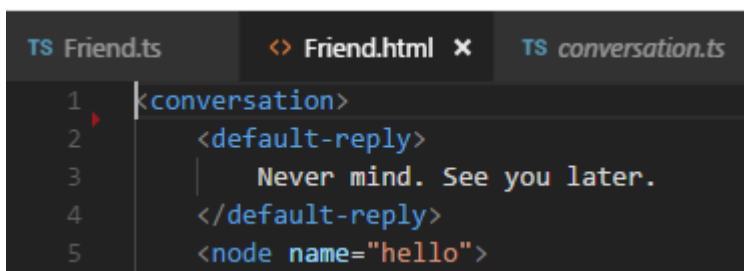 TS Friend.ts <> Friend.html × TS conversation.ts
1 <conversation>
2 <default-reply>
3 Never mind. See you later.
4 </default-reply>
5 <node name="hello">